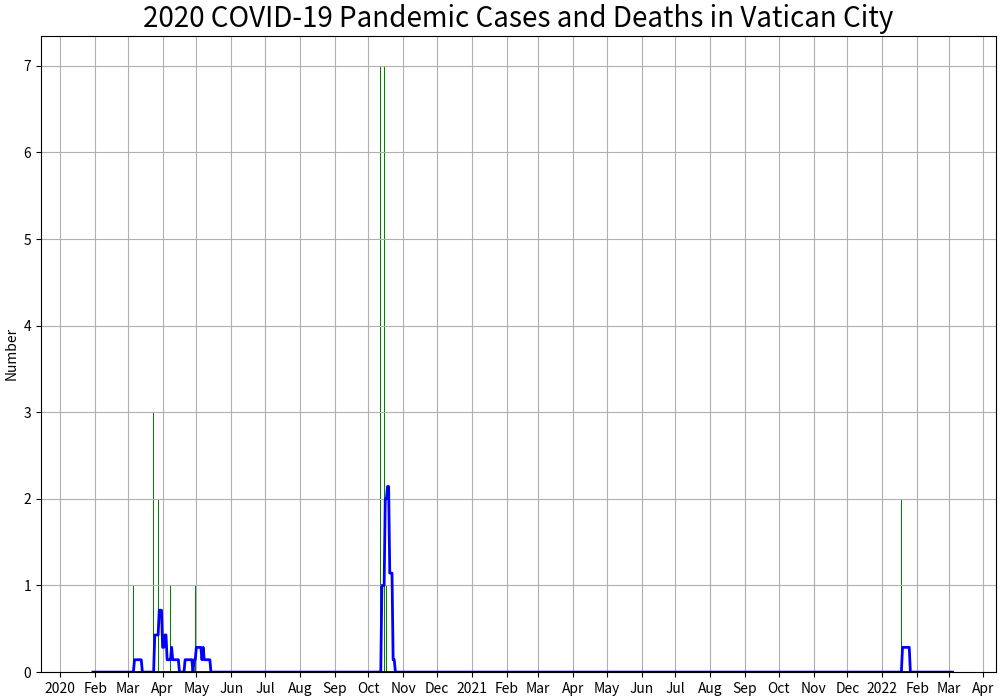 2020 COVID-19 Pandemic Cases and Deaths in Vatican City
7
6
5
4
3
2
1
0
Number
2020 Feb Mar Apr May Jun Jul Aug Sep Oct Nov Dec 2021 Feb Mar Apr May Jun Jul Aug Sep Oct Nov Dec 2022 Feb Mar Apr